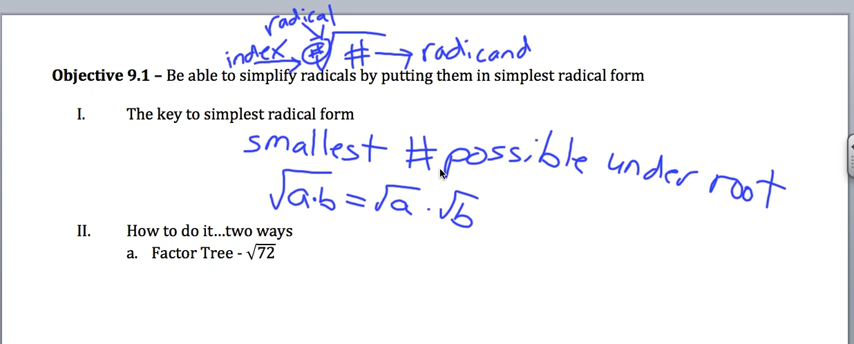 radical
index # √# → radicand
Objective 9.1 – Be able to simplify radicals by putting them in simplest radical form
I. The key to simplest radical form
smallest # possible under root
√a·b = √a · √b
II. How to do it…two ways
a. Factor Tree - √72